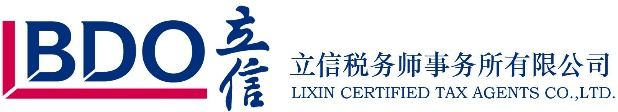 BDO 立信
立信税务师事务所有限公司
LIXIN CERTIFIED TAX AGENTS CO.,LTD.